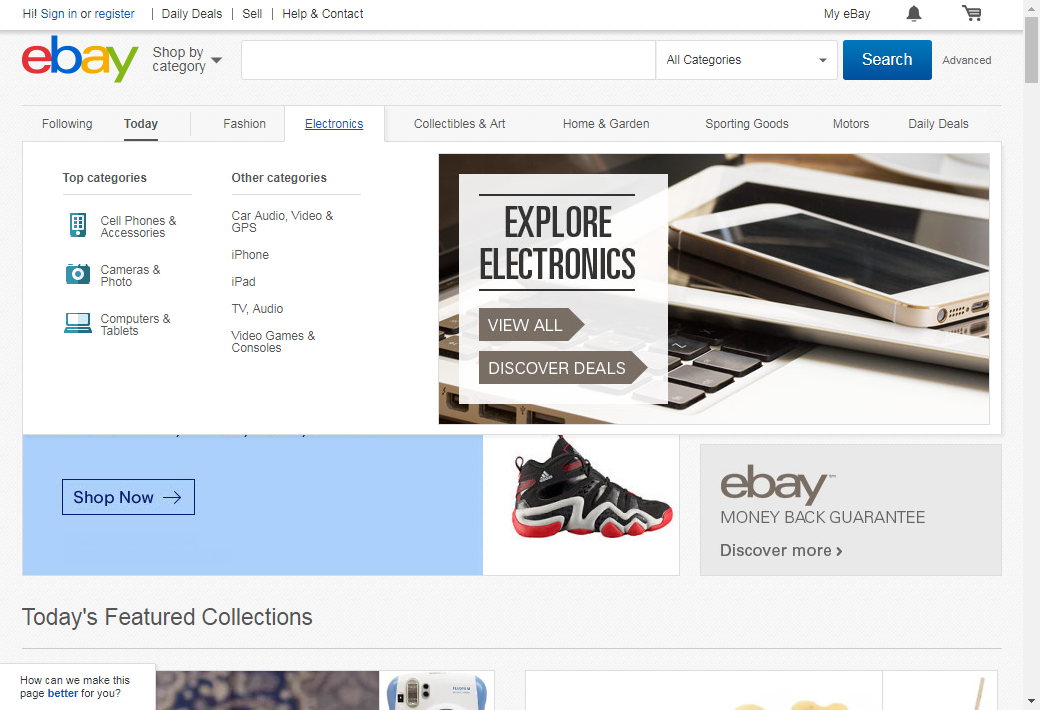 Hi! Sign in or register | Daily Deals | Sell | Help & Contact My eBay
ebay
Shop by
category
All Categories
Search
Advanced
Following Today Fashion Electronics Collectibles & Art Home & Garden Sporting Goods Motors Daily Deals
Top categories
Cell Phones &
Accessories
Cameras &
Photo
Computers &
Tablets
Other categories
Car Audio, Video &
GPS
iPhone
iPad
TV, Audio
Video Games &
Consoles
EXPLORE
ELECTRONICS
VIEW ALL
DISCOVER DEALS
Shop Now
adidas
ebay™
MONEY BACK GUARANTEE
Discover more
Today's Featured Collections
How can we make this
page better for you?
FUJIFILM